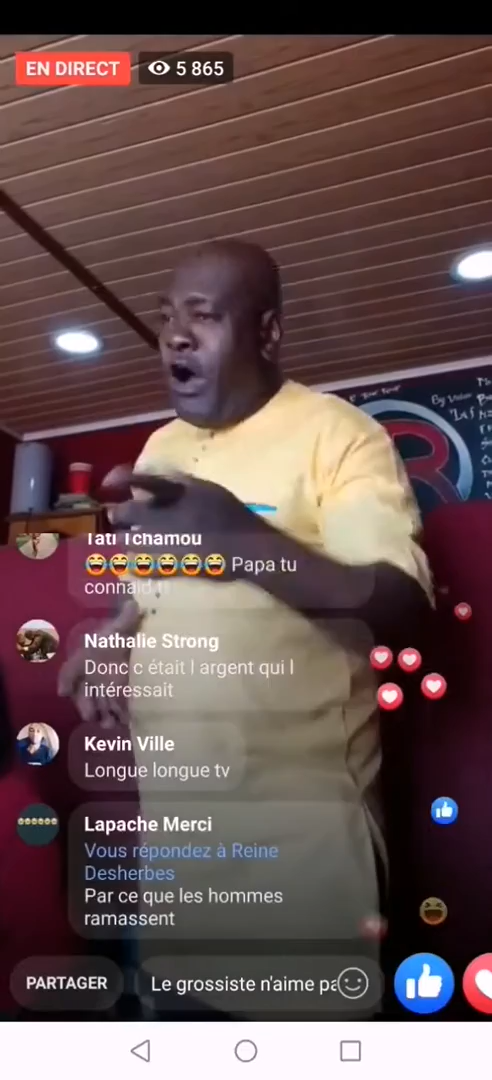 EN DIRECT
5 865
By
R
Tati Tchamou
😂😂😂😂😂😂 Papa tu
connaid
Nathalie Strong
Donc c était l argent qui l
intéressait
Kevin Ville
Longue longue tv
Lapache Merci
Vous répondez à Reine
Desherbes
Par ce que les hommes
ramassent
PARTAGER
Le grossiste n'aime pa